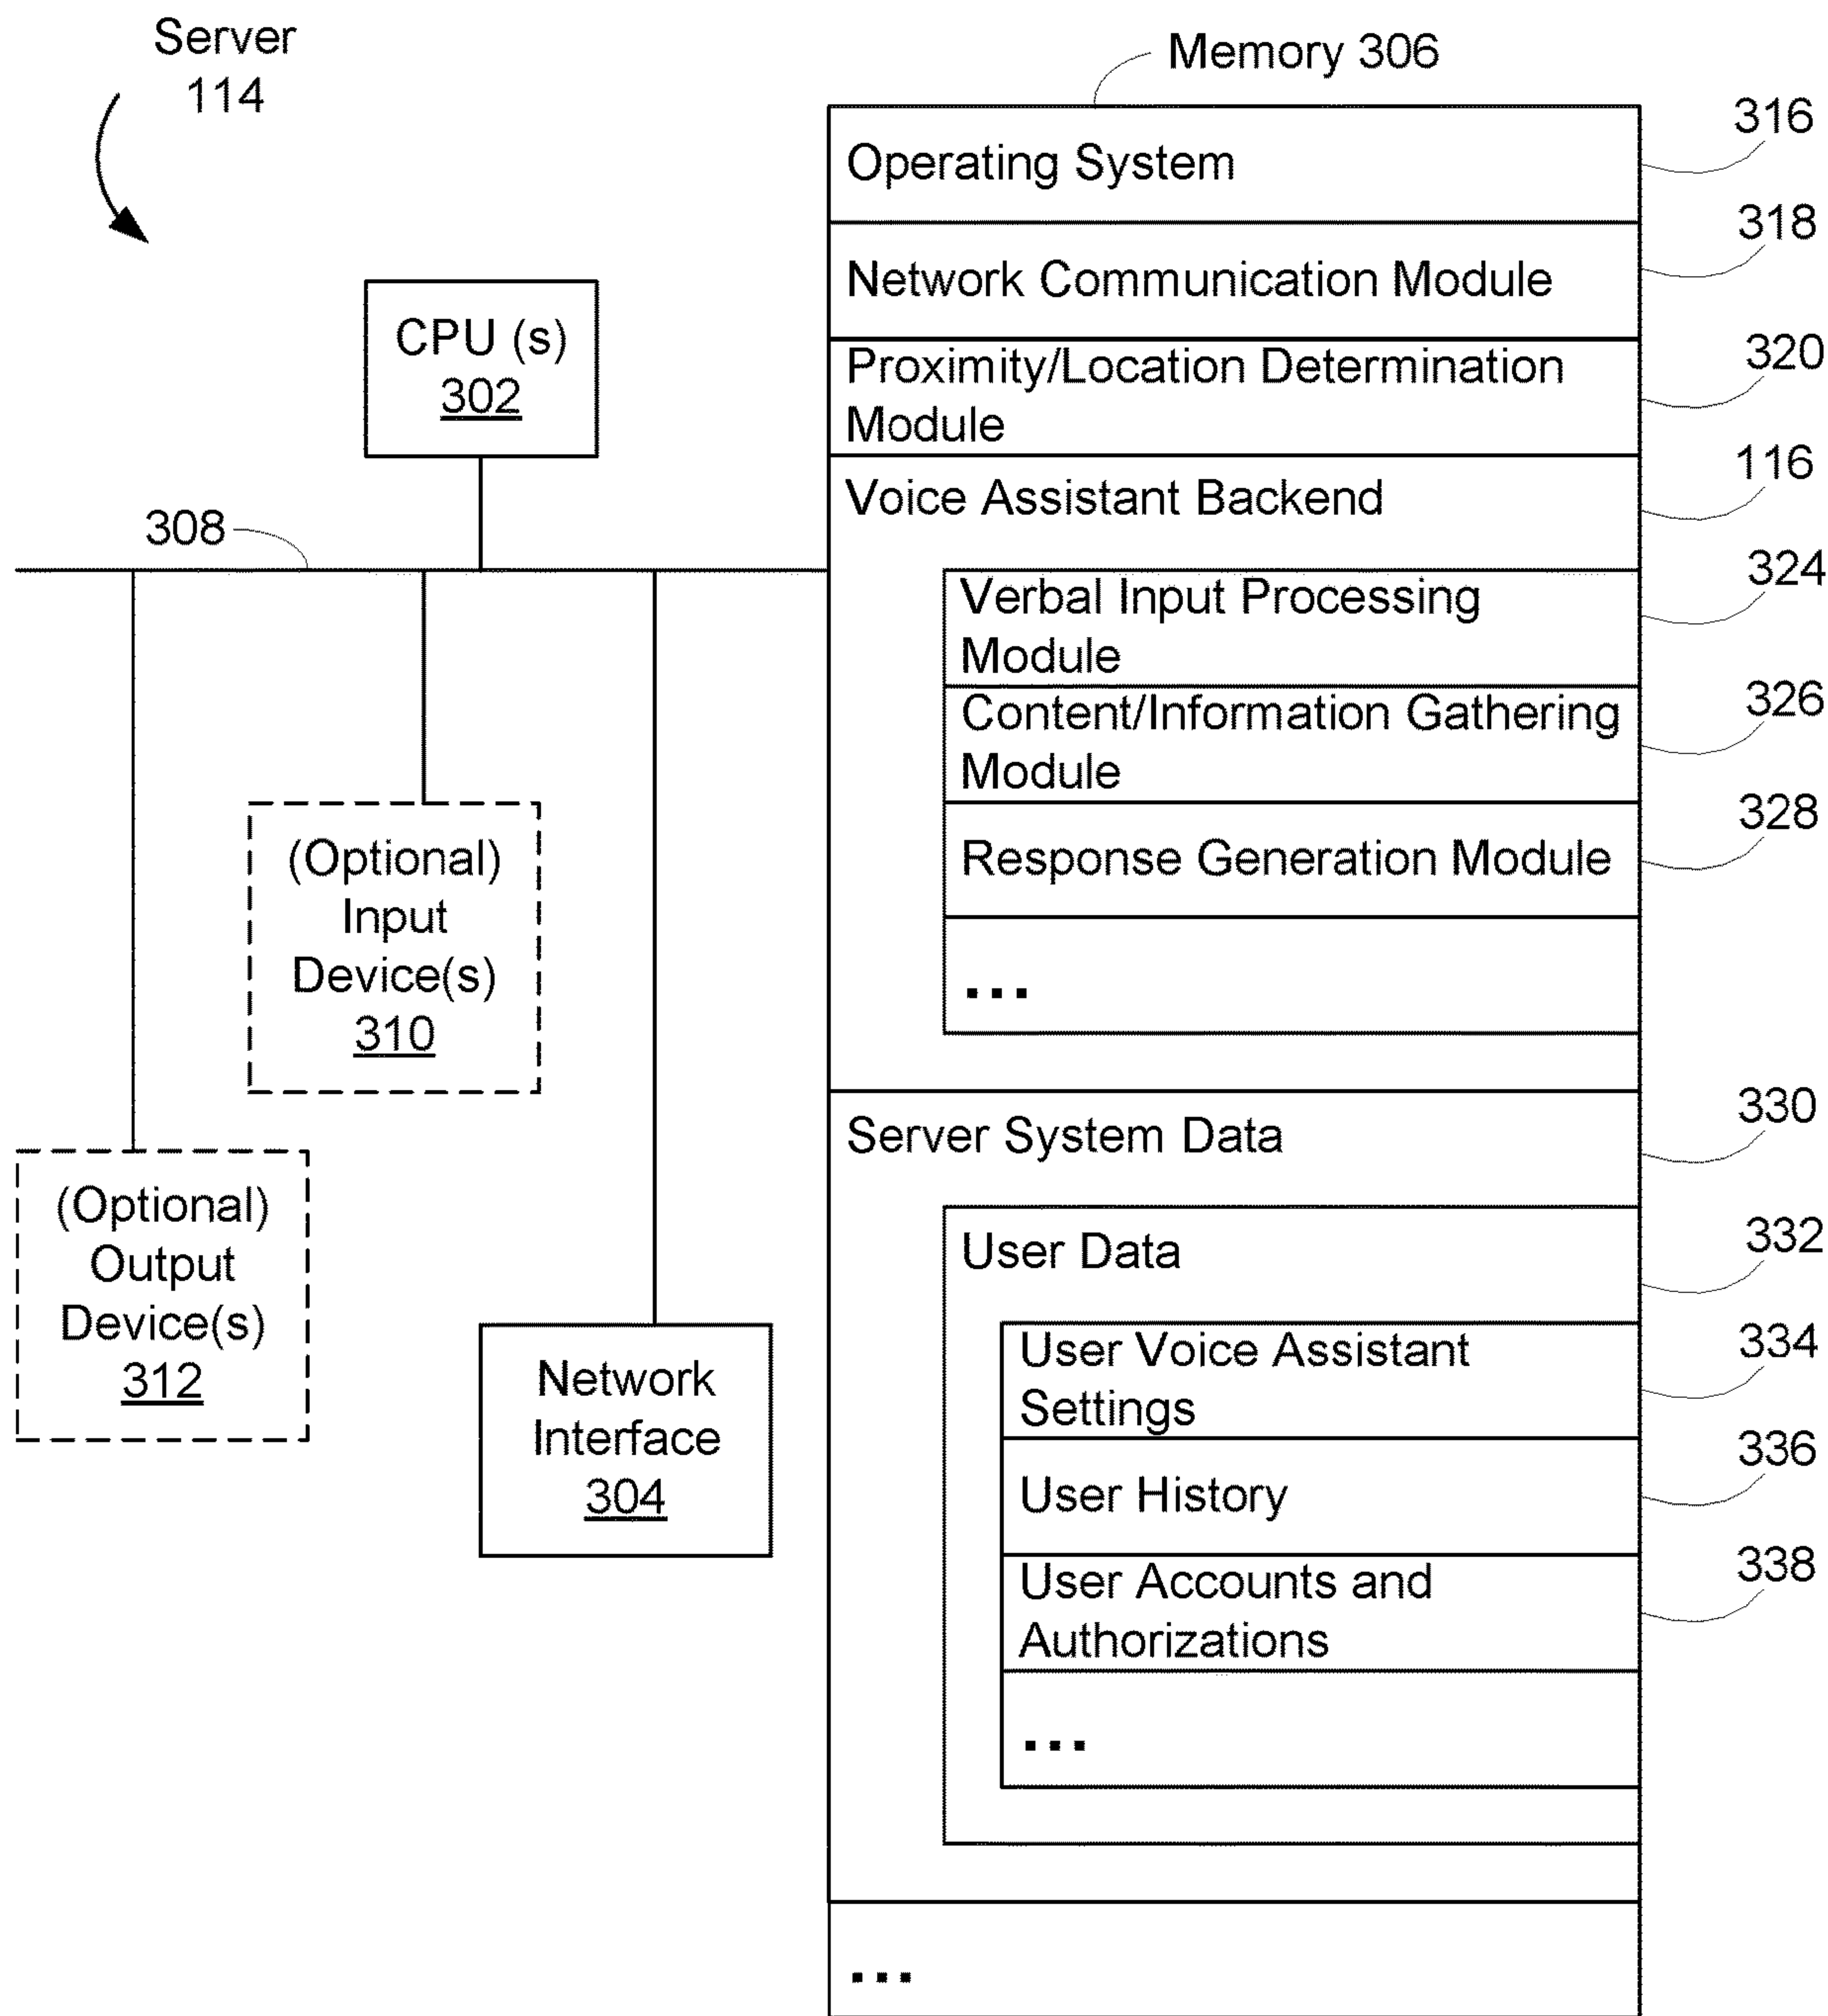 Server
114
CPU (s)
302
308
(Optional)
Input
Device(s)
310
(Optional)
Output
Device(s)
312
Network
Interface
304
Memory 306
Operating System
316
Network Communication Module
318
Proximity/Location Determination
Module
320
Voice Assistant Backend
116
Verbal Input Processing
Module
324
Content/Information Gathering
Module
326
Response Generation Module
328
...
Server System Data
330
User Data
332
User Voice Assistant
Settings
334
User History
336
User Accounts and
Authorizations
338
...
...